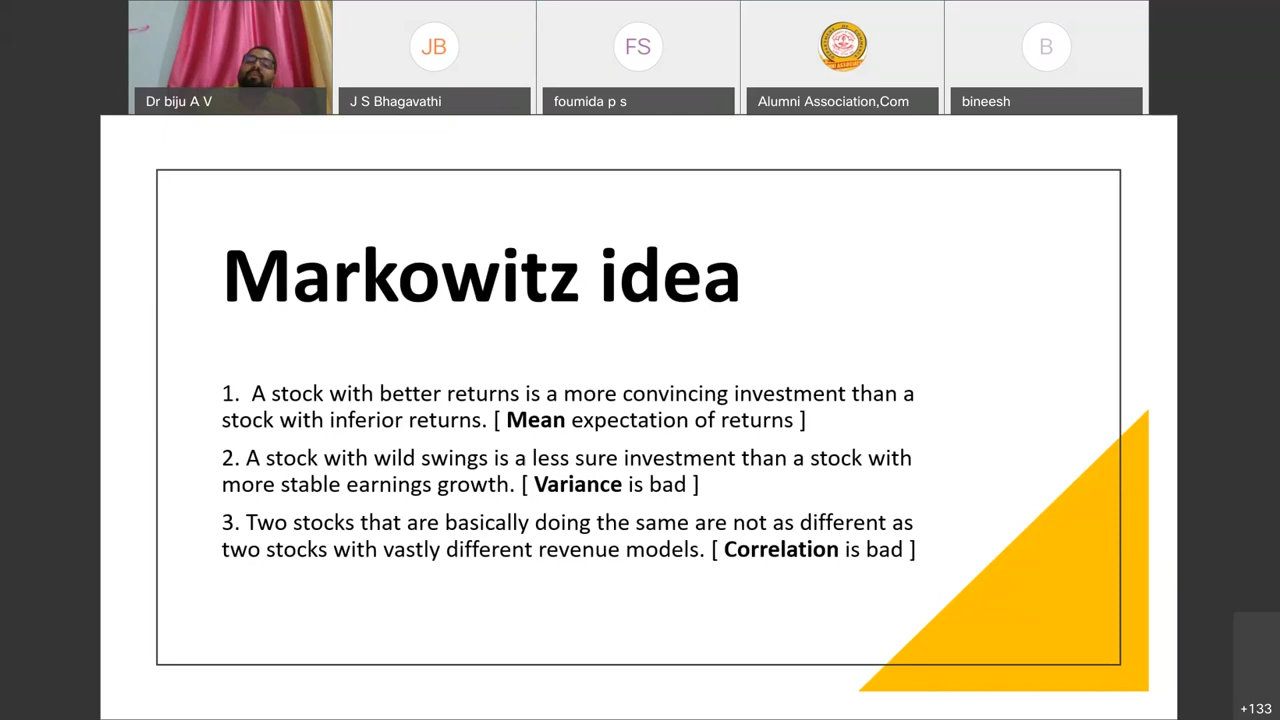 JB
FS
B
Dr biju A V
J S Bhagavathi
foumida p s
Alumni Association,Com
bineesh
Markowitz idea
1. A stock with better returns is a more convincing investment than a
stock with inferior returns. [ Mean expectation of returns ]
2. A stock with wild swings is a less sure investment than a stock with
more stable earnings growth. [ Variance is bad ]
3. Two stocks that are basically doing the same are not as different as
two stocks with vastly different revenue models. [ Correlation is bad ]
+133